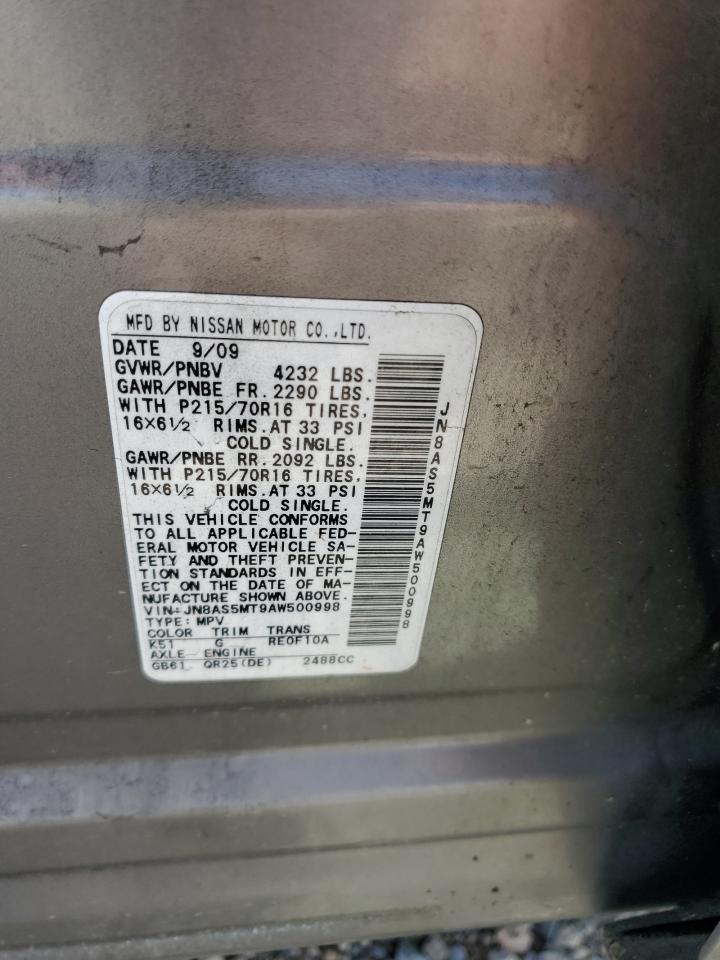 MFD BY NISSAN MOTOR CO.,LTD.
DATE 9/09
GVWR/PNBV 4232 LBS.
GAWR/PNBE FR. 2290 LBS.
WITH P215/70R16 TIRES,
16X6½ RIMS.AT 33 PSI
COLD SINGLE.
GAWR/PNBE RR. 2092 LBS.
WITH P215/70R16 TIRES,
16X6½ RIMS.AT 33 PSI
COLD SINGLE.
THIS VEHICLE CONFORMS
TO ALL APPLICABLE FED-
ERAL MOTOR VEHICLE SA-
FETY AND THEFT PREVEN-
TION STANDARDS IN EFF-
ECT ON THE DATE OF MA-
NUFACTURE SHOWN ABOVE.
VIN: JN8AS5MT9AW500998
TYPE: MPV
COLOR TRIM TRANS
K51 G RE0F10A
AXLE ENGINE
GB61 QR25(DE) 2488CC
JN8AS5MT9AW500998